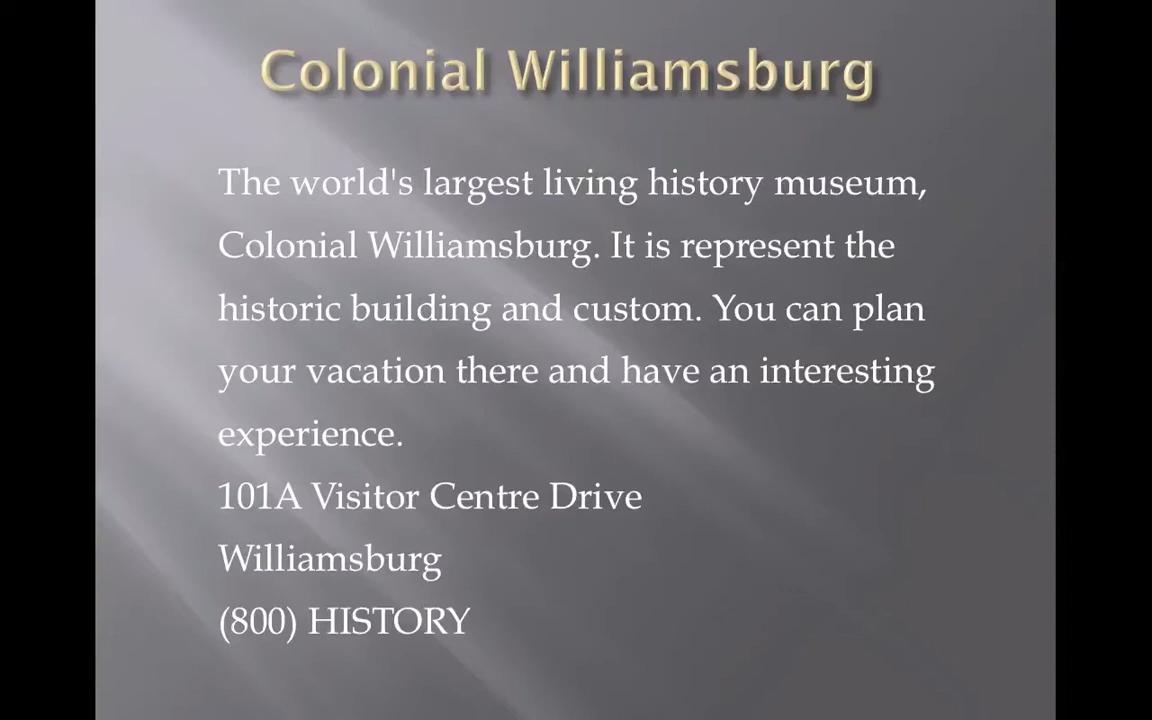 Colonial Williamsburg
The world's largest living history museum,
Colonial Williamsburg. It is represent the
historic building and custom. You can plan
your vacation there and have an interesting
experience.
101A Visitor Centre Drive
Williamsburg
(800) HISTORY